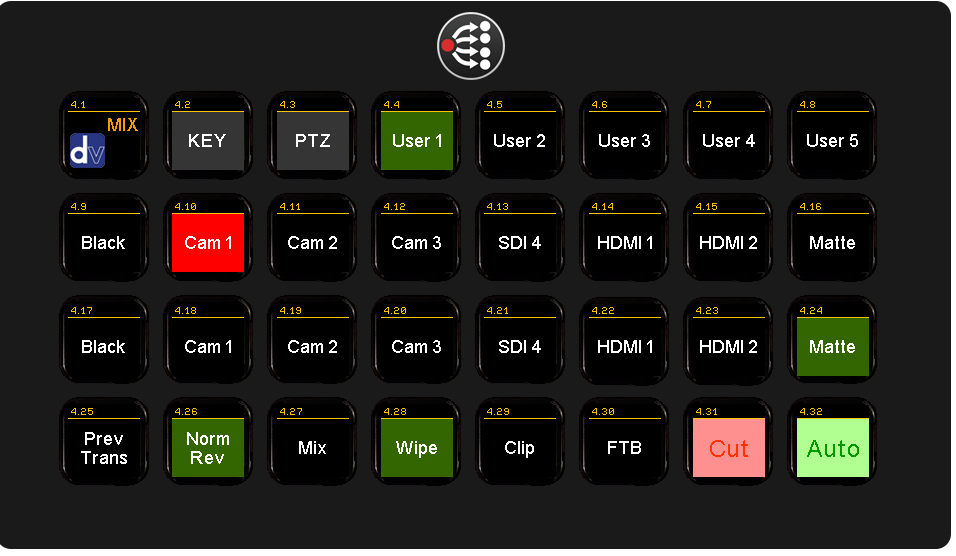 4.1 4.2 4.3 4.4 4.5 4.6 4.7 4.8
MIX
dv KEY PTZ User 1 User 2 User 3 User 4 User 5
4.9 4.10 4.11 4.12 4.13 4.14 4.15 4.16
Black Cam 1 Cam 2 Cam 3 SDI 4 HDMI 1 HDMI 2 Matte
4.17 4.18 4.19 4.20 4.21 4.22 4.23 4.24
Black Cam 1 Cam 2 Cam 3 SDI 4 HDMI 1 HDMI 2 Matte
4.25 4.26 4.27 4.28 4.29 4.30 4.31 4.32
Prev Trans Norm Rev Mix Wipe Clip FTB Cut Auto